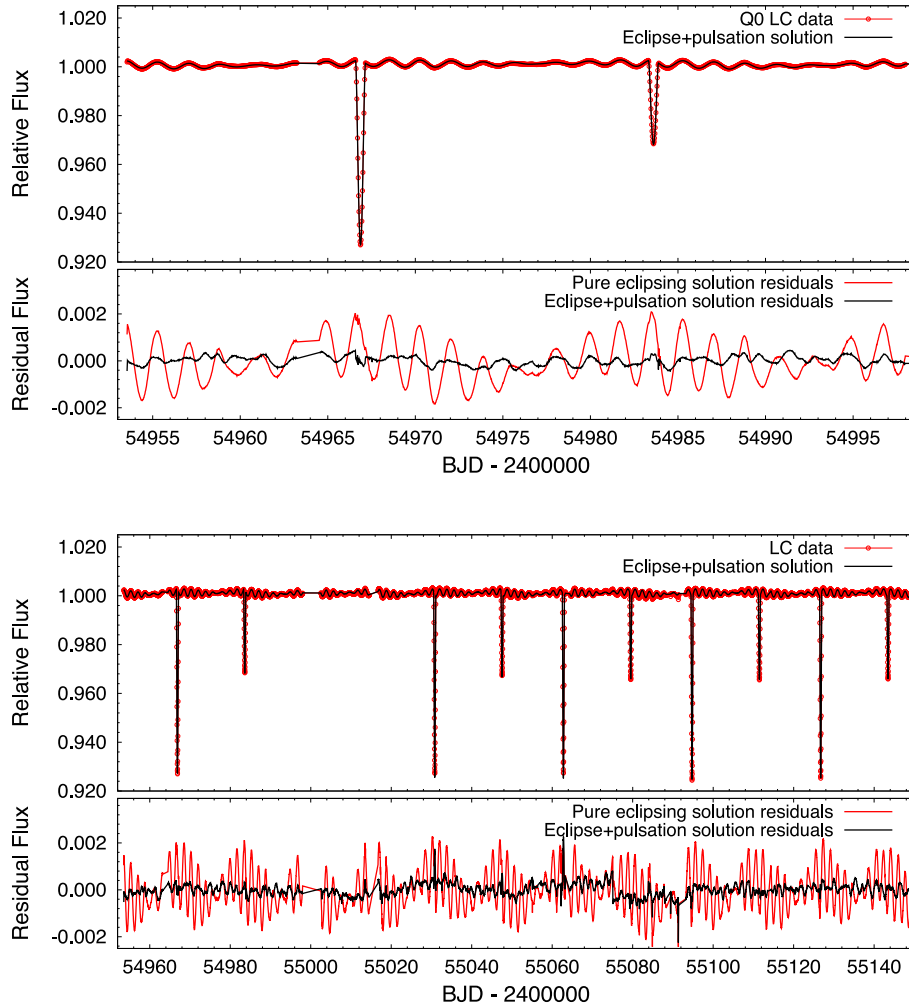 Q0 LC data
Eclipse+pulsation solution
Relative Flux
1.020
1.000
0.980
0.960
0.940
0.920
Pure eclipsing solution residuals
Eclipse+pulsation solution residuals
Residual Flux
0.002
0.000
-0.002
54955 54960 54965 54970 54975 54980 54985 54990 54995
BJD - 2400000
LC data
Eclipse+pulsation solution
Relative Flux
1.020
1.000
0.980
0.960
0.940
0.920
Pure eclipsing solution residuals
Eclipse+pulsation solution residuals
Residual Flux
0.002
0.000
-0.002
54960 54980 55000 55020 55040 55060 55080 55100 55120 55140
BJD - 2400000